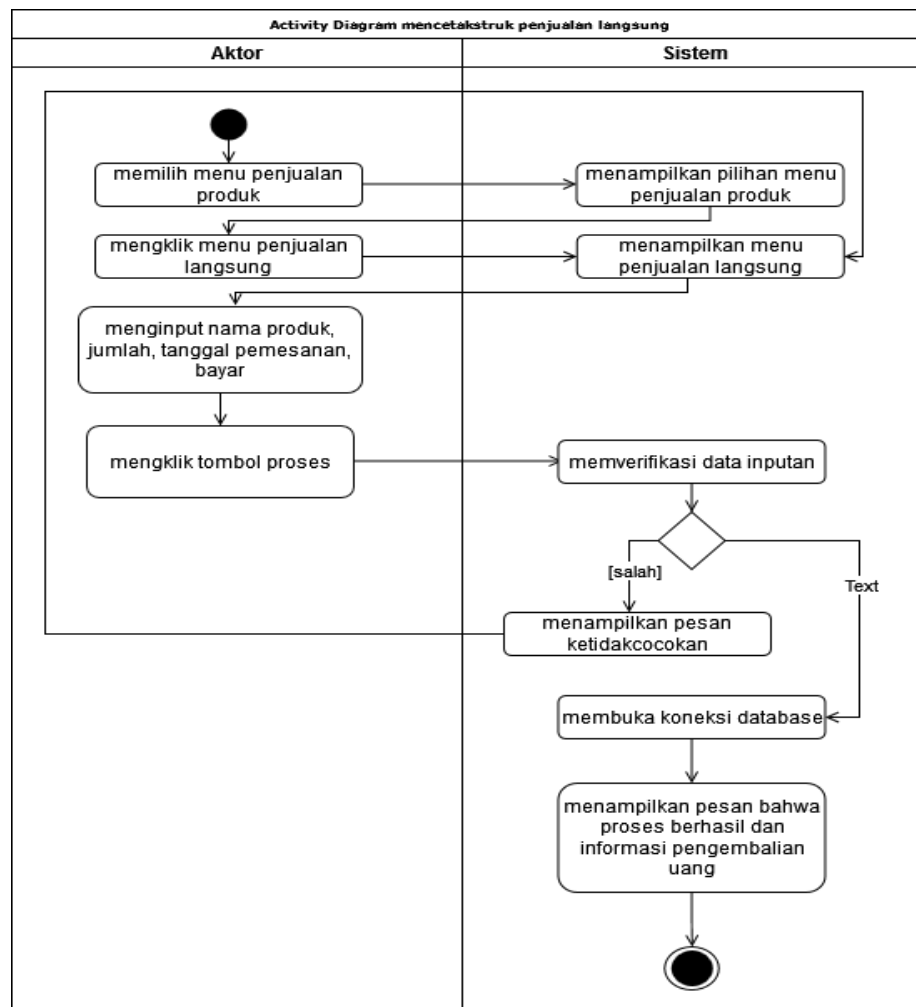 Activity Diagram mencetakstruk penjualan langsung
Aktor
Sistem
memilih menu penjualan
produk
menampilkan pilihan menu
penjualan produk
mengklik menu penjualan
langsung
menampilkan menu
penjualan langsung
menginput nama produk,
jumlah, tanggal pemesanan,
bayar
mengklik tombol proses
memverifikasi data inputan
[salah]
Text
menampilkan pesan
ketidakcocokan
membuka koneksi database
menampilkan pesan bahwa
proses berhasil dan
informasi pengembalian
uang